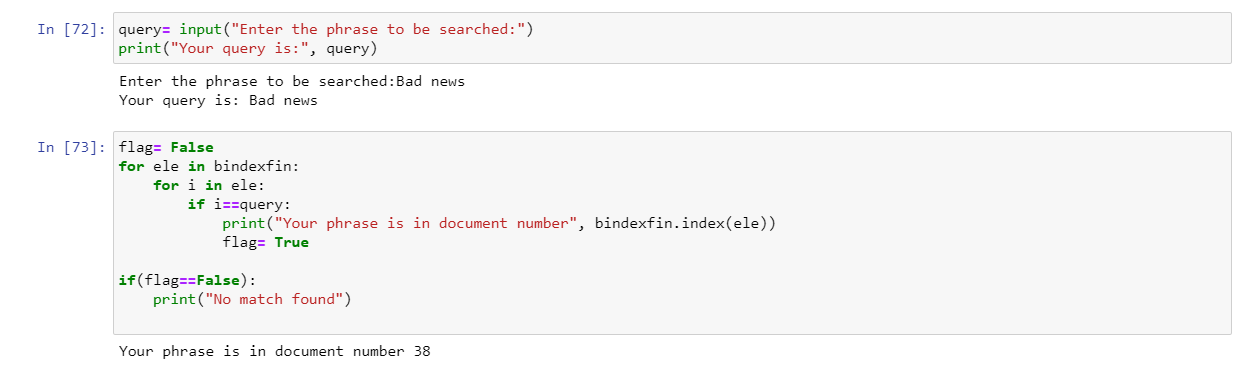 In [72]: query= input("Enter the phrase to be searched:")
print("Your query is:", query)
Enter the phrase to be searched:Bad news
Your query is: Bad news
In [73]: flag= False
for ele in bindexfin:
    for i in ele:
        if i==query:
            print("Your phrase is in document number", bindexfin.index(ele))
            flag= True
if(flag==False):
    print("No match found")
Your phrase is in document number 38